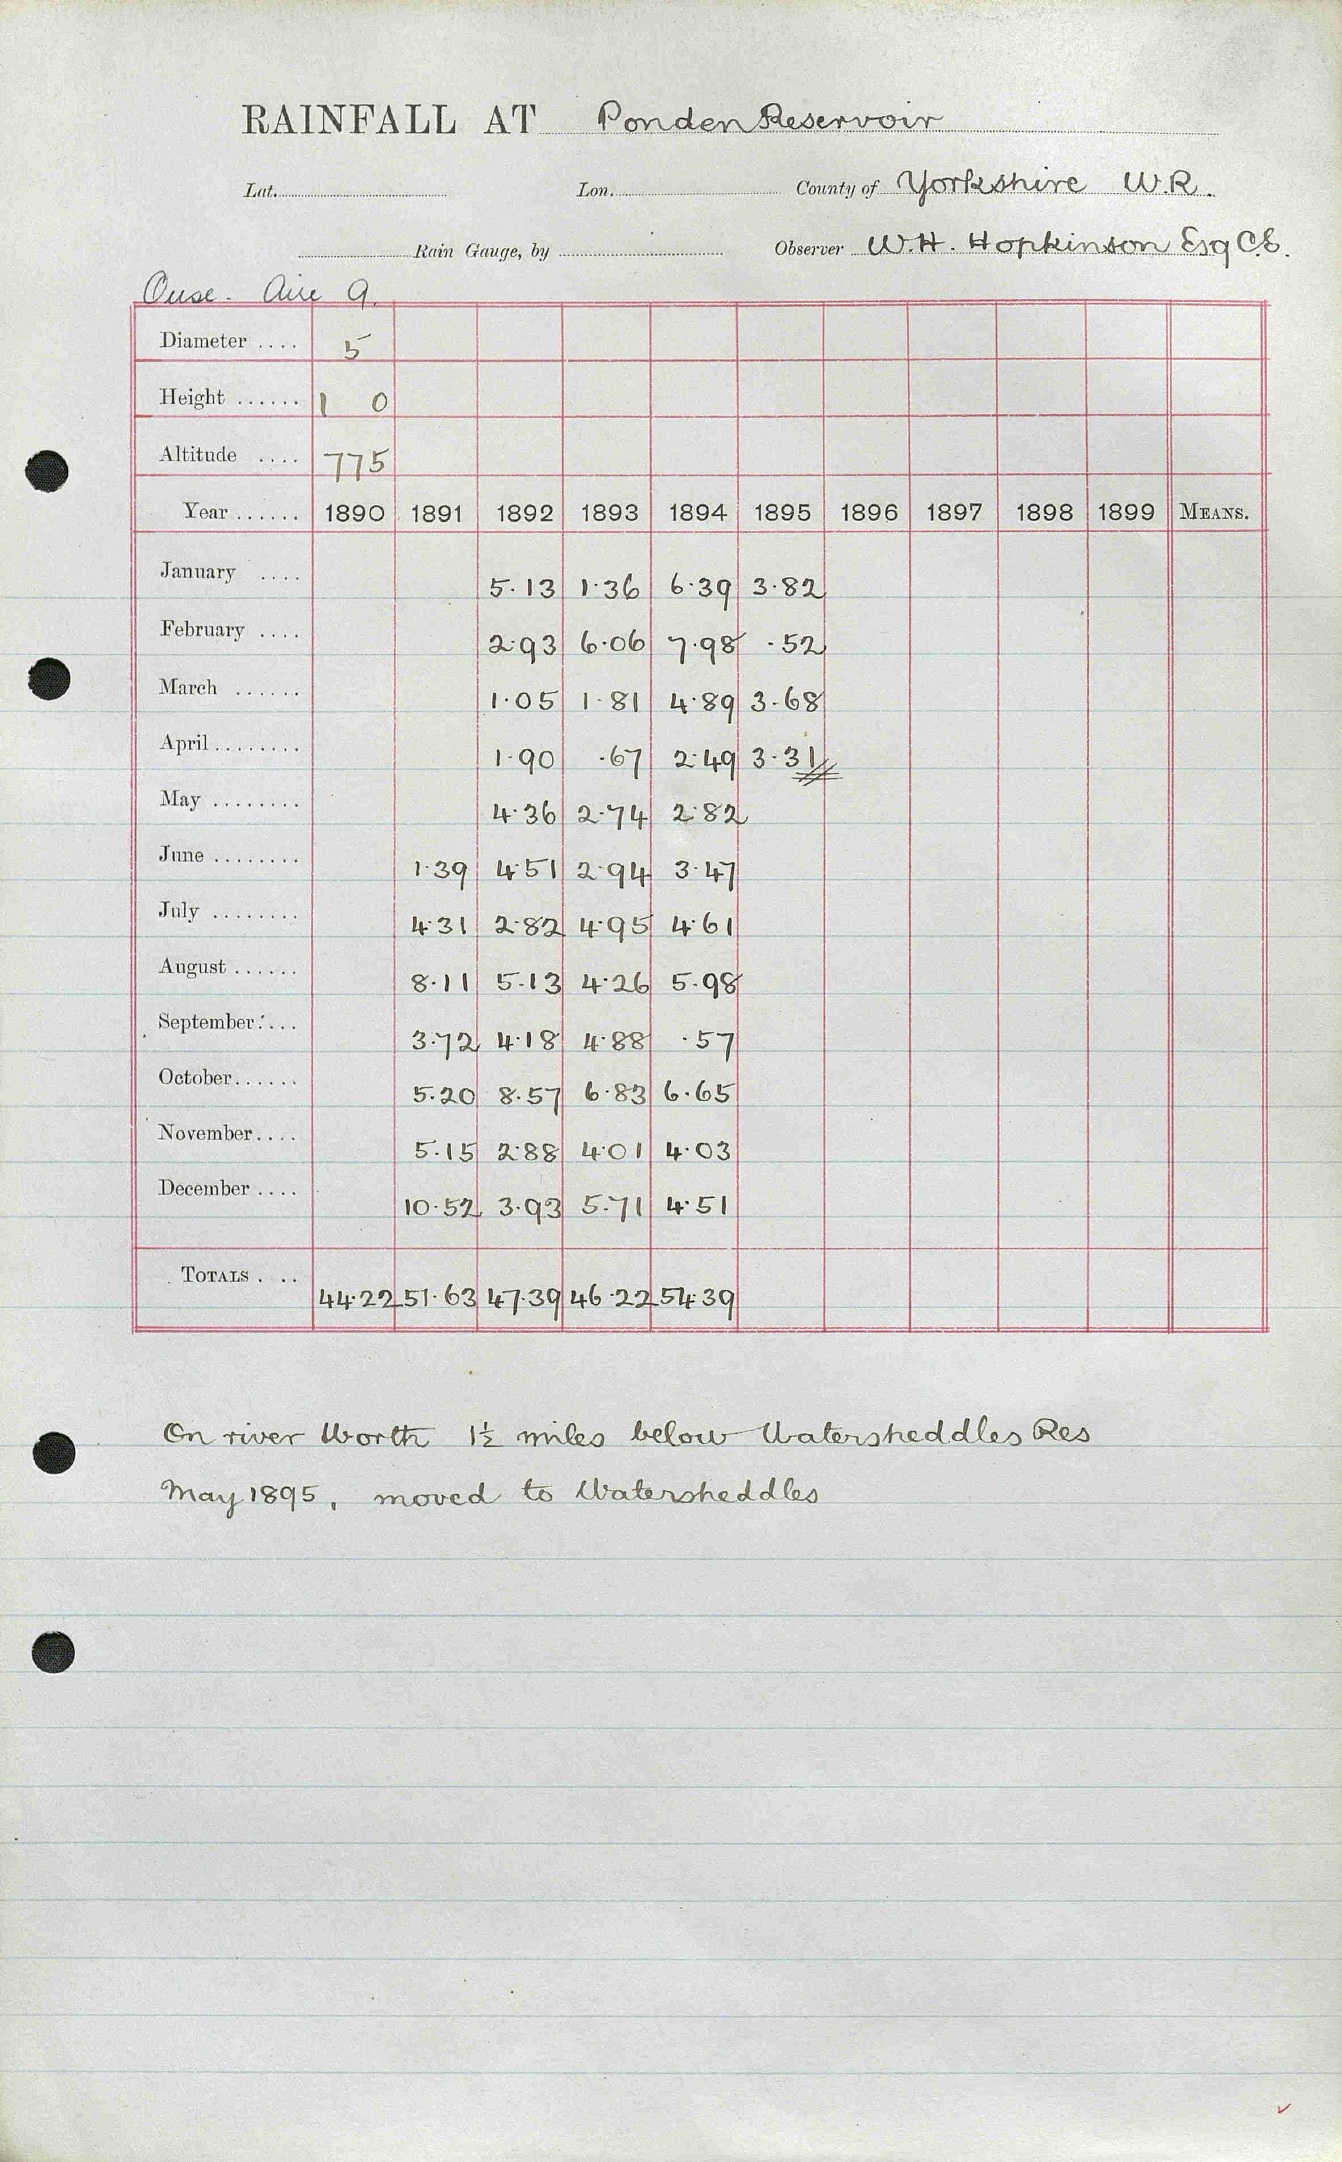 RAINFALL AT Ponden Reservoir
Lat. Lon. County of Yorkshire W.R.
Rain Gauge, by Observer W.H. Hopkinson Esq C.E.
Ouse. Aire 9.
Diameter .... 5
Height ...... 1 0
Altitude .... 775
Year ...... 1890 1891 1892 1893 1894 1895 1896 1897 1898 1899 MEANS.
January .... 5.13 1.36 6.39 3.82
February .... 2.93 6.06 7.98 .52
March ...... 1.05 1.81 4.89 3.68
April ........ 1.90 .67 2.49 3.31
May ........ 4.36 2.74 2.82
June ........ 1.39 4.51 2.94 3.47
July ........ 4.31 2.82 4.95 4.61
August ...... 8.11 5.13 4.26 5.98
September .... 3.72 4.18 4.88 .57
October ...... 5.20 8.57 6.83 6.65
November .... 5.15 2.88 4.01 4.03
December .... 10.52 3.93 5.71 4.51
TOTALS . .. 44.22 51.63 47.39 46.22 54.39
On river Worth 1½ miles below Watersheddles Res
May 1895, moved to Watersheddles